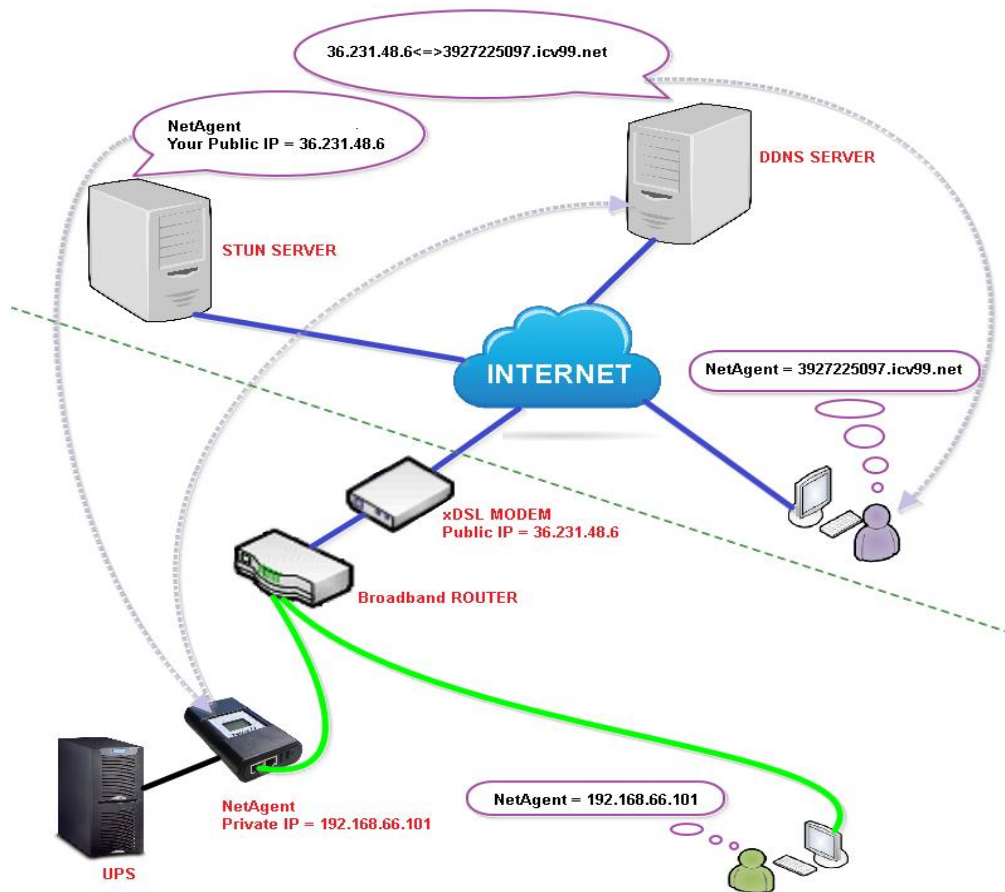 36.231.48.6<=>3927225097.icv99.net
NetAgent
Your Public IP = 36.231.48.6
DDNS SERVER
STUN SERVER
INTERNET
NetAgent = 3927225097.icv99.net
xDSL MODEM
Public IP = 36.231.48.6
Broadband ROUTER
NetAgent
Private IP = 192.168.66.101
NetAgent = 192.168.66.101
UPS